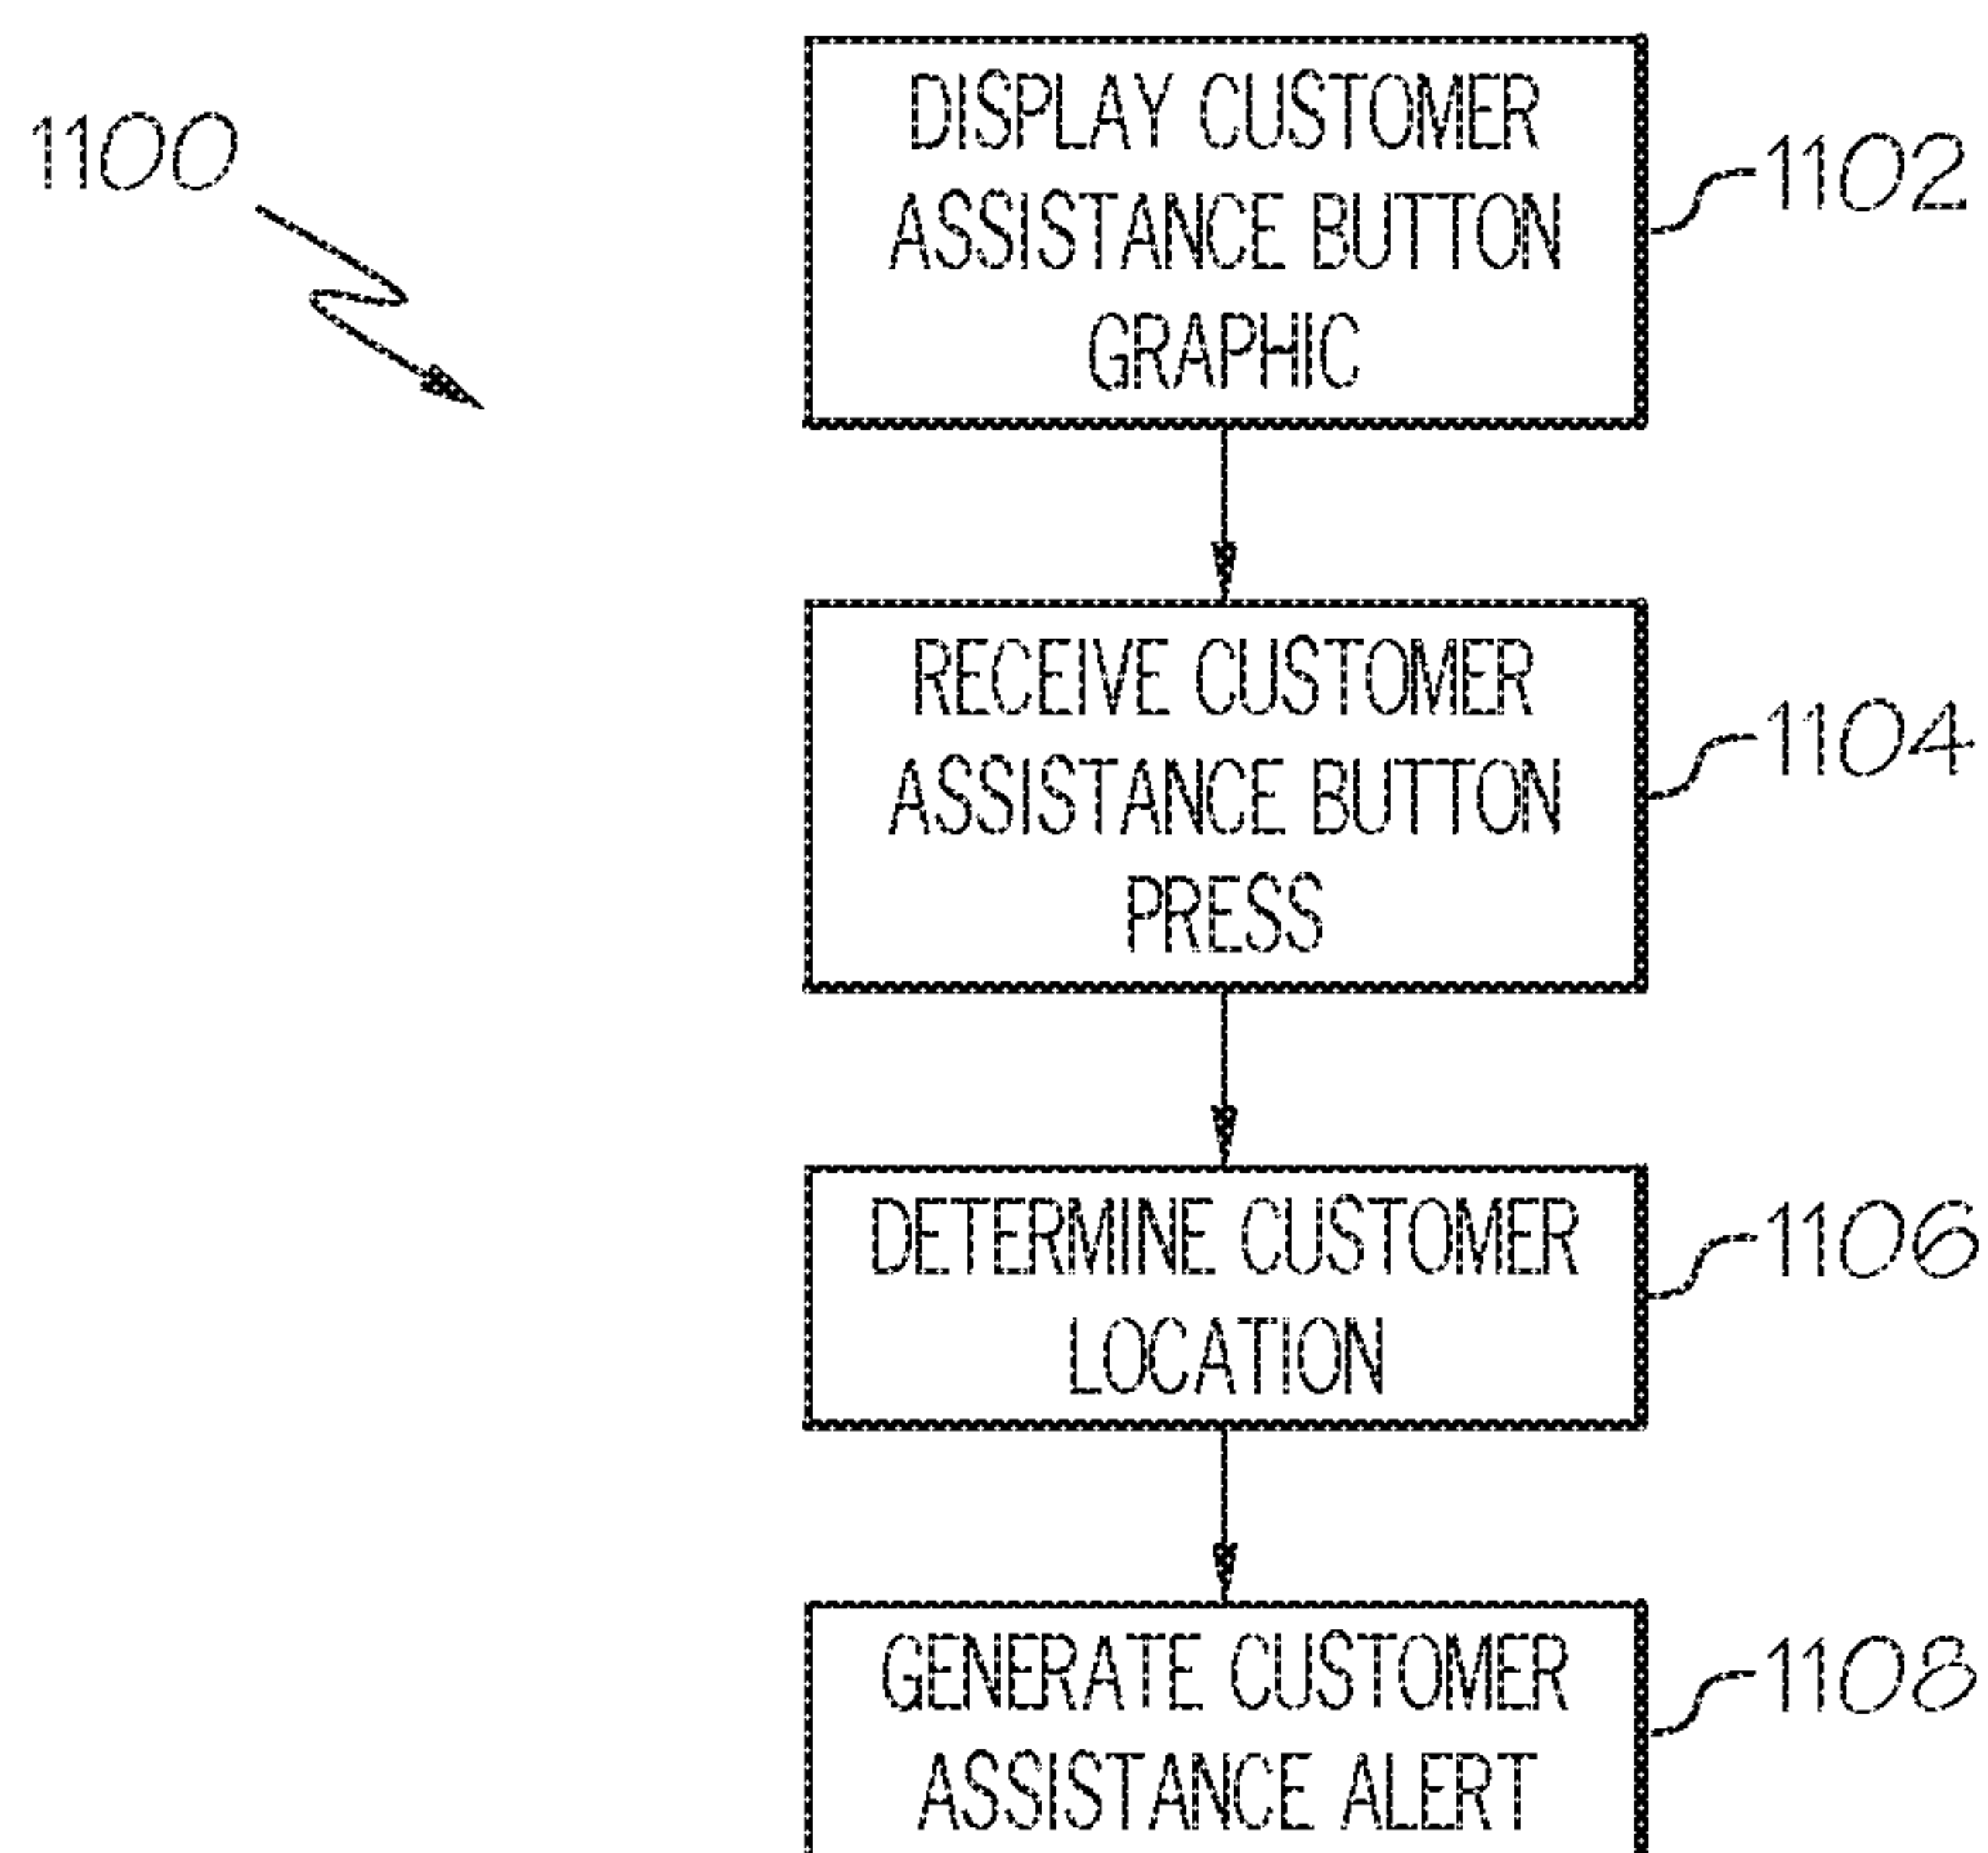 1100
DISPLAY CUSTOMER
ASSISTANCE BUTTON
GRAPHIC
1102
RECEIVE CUSTOMER
ASSISTANCE BUTTON
PRESS
1104
DETERMINE CUSTOMER
LOCATION
1106
GENERATE CUSTOMER
ASSISTANCE ALERT
1108